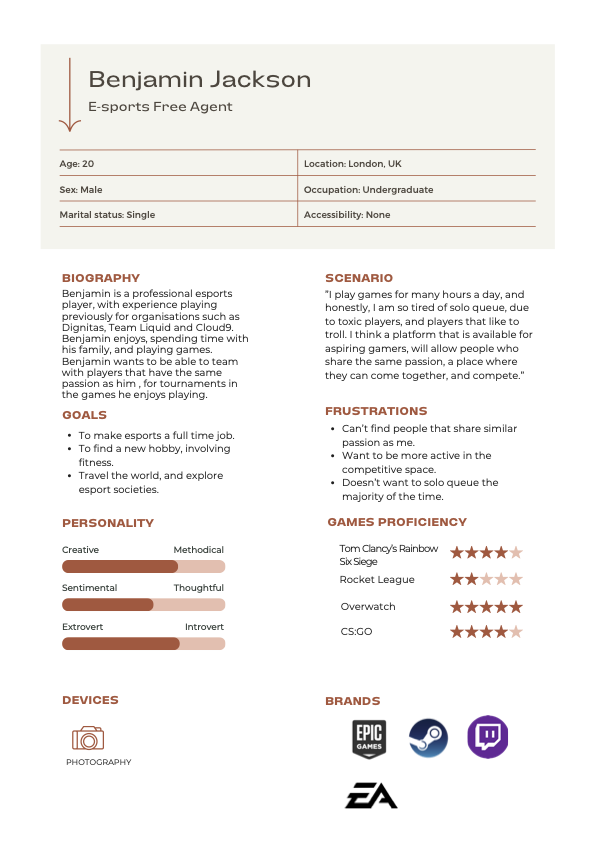 Benjamin Jackson
E-sports Free Agent
Age: 20
Location: London, UK
Sex: Male
Occupation: Undergraduate
Marital status: Single
Accessibility: None
BIOGRAPHY
Benjamin is a professional esports
player, with experience playing
previously for organisations such as
Dignitas, Team Liquid and Cloud9.
Benjamin enjoys, spending time with
his family, and playing games.
Benjamin wants to be able to team
with players that have the same
passion as him , for tournaments in
the games he enjoys playing.
GOALS
• To make esports a full time job.
• To find a new hobby, involving
fitness.
• Travel the world, and explore
esport societies.
PERSONALITY
Creative Methodical
Sentimental Thoughtful
Extrovert Introvert
DEVICES
PHOTOGRAPHY
SCENARIO
"I play games for many hours a day, and
honestly, I am so tired of solo queue, due
to toxic players, and players that like to
troll. I think a platform that is available for
aspiring gamers, will allow people who
share the same passion, a place where
they can come together, and compete."
FRUSTRATIONS
• Can't find people that share similar
passion as me.
• Want to be more active in the
competitive space.
• Doesn't want to solo queue the
majority of the time.
GAMES PROFICIENCY
Tom Clancy's Rainbow
Six Siege
Rocket League
Overwatch
CS:GO
BRANDS
EPIC
GAMES
EA